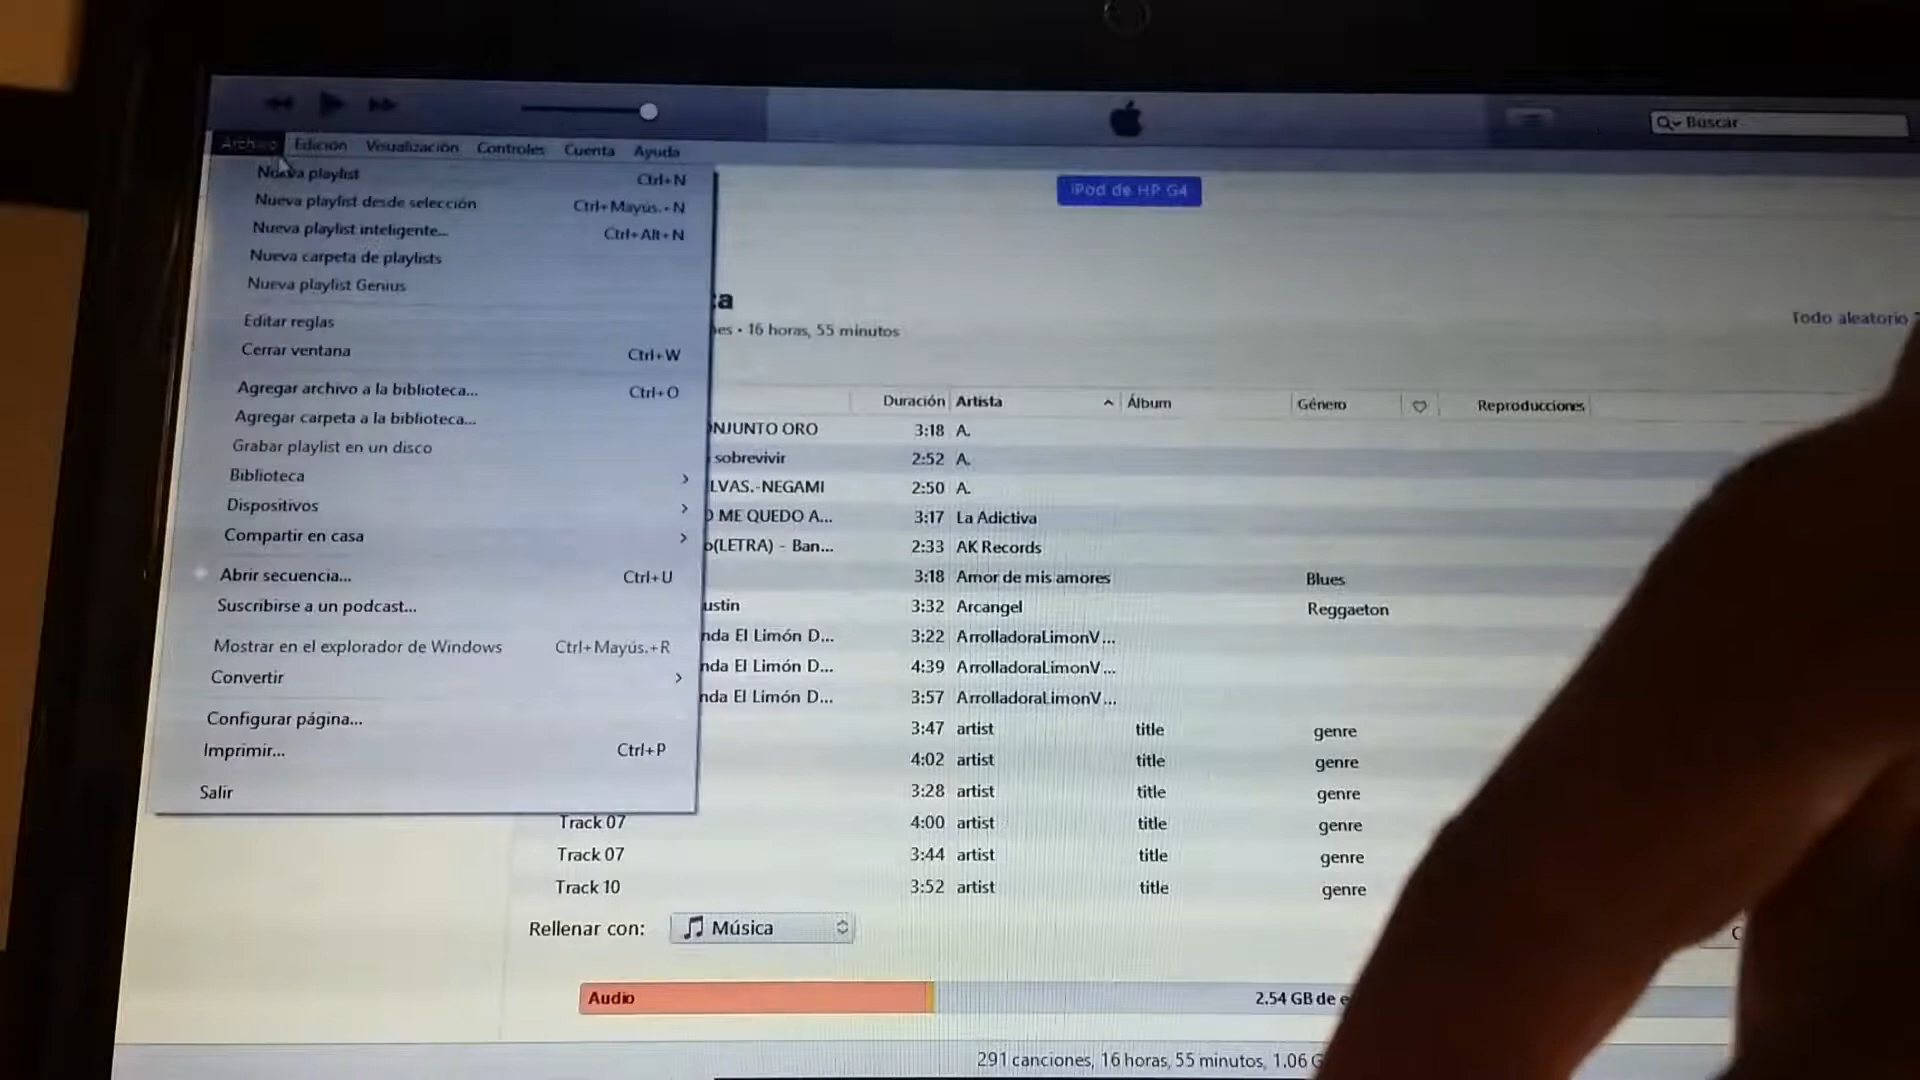 Buscar
Archivo Edición Visualización Controles Cuenta Ayuda
iPod de HP G4
Nueva playlist Ctrl+N
Nueva playlist desde selección Ctrl+Mayús.+N
Nueva playlist inteligente... Ctrl+Alt+N
Nueva carpeta de playlists
Nueva playlist Genius
Editar reglas
Cerrar ventana Ctrl+W
Agregar archivo a la biblioteca... Ctrl+O
Agregar carpeta a la biblioteca...
Grabar playlist en un disco
Biblioteca
Dispositivos
Compartir en casa
Abrir secuencia... Ctrl+U
Suscribirse a un podcast...
Mostrar en el explorador de Windows Ctrl+Mayús.+R
Convertir
Configurar página...
Imprimir... Ctrl+P
Salir
ca
nes • 16 horas, 55 minutos
Todo aleatorio
Duración Artista Álbum Género Reproducciones
ONJUNTO ORO 3:18 A.
sobrevivir 2:52 A.
LVAS.-NEGAMI 2:50 A.
O ME QUEDO A... 3:17 La Adictiva
o(LETRA) - Ban... 2:33 AK Records
3:18 Amor de mis amores Blues
ustin 3:32 Arcangel Reggaeton
nda El Limón D... 3:22 ArrolladoraLimonV...
nda El Limón D... 4:39 ArrolladoraLimonV...
nda El Limón D... 3:57 ArrolladoraLimonV...
3:47 artist title genre
4:02 artist title genre
3:28 artist title genre
Track 07 4:00 artist title genre
Track 07 3:44 artist title genre
Track 10 3:52 artist title genre
Rellenar con: Música
Audio 2.54 GB de e
291 canciones, 16 horas, 55 minutos, 1.06 G